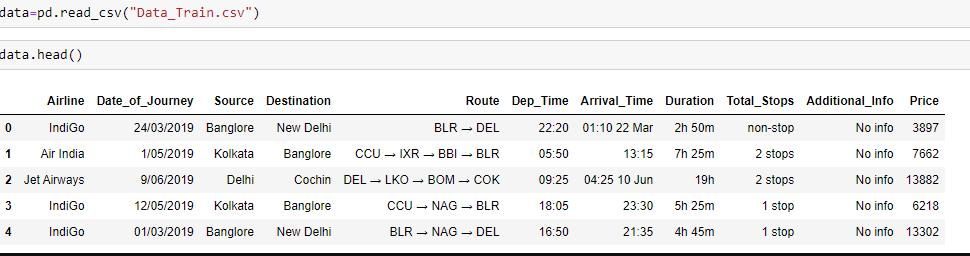 data=pd.read_csv("Data_Train.csv")
data.head()
Airline Date_of_Journey Source Destination Route Dep_Time Arrival_Time Duration Total_Stops Additional_Info Price
0 IndiGo 24/03/2019 Banglore New Delhi BLR → DEL 22:20 01:10 22 Mar 2h 50m non-stop No info 3897
1 Air India 1/05/2019 Kolkata Banglore CCU → IXR → BBI → BLR 05:50 13:15 7h 25m 2 stops No info 7662
2 Jet Airways 9/06/2019 Delhi Cochin DEL → LKO → BOM → COK 09:25 04:25 10 Jun 19h 2 stops No info 13882
3 IndiGo 12/05/2019 Kolkata Banglore CCU → NAG → BLR 18:05 23:30 5h 25m 1 stop No info 6218
4 IndiGo 01/03/2019 Banglore New Delhi BLR → NAG → DEL 16:50 21:35 4h 45m 1 stop No info 13302